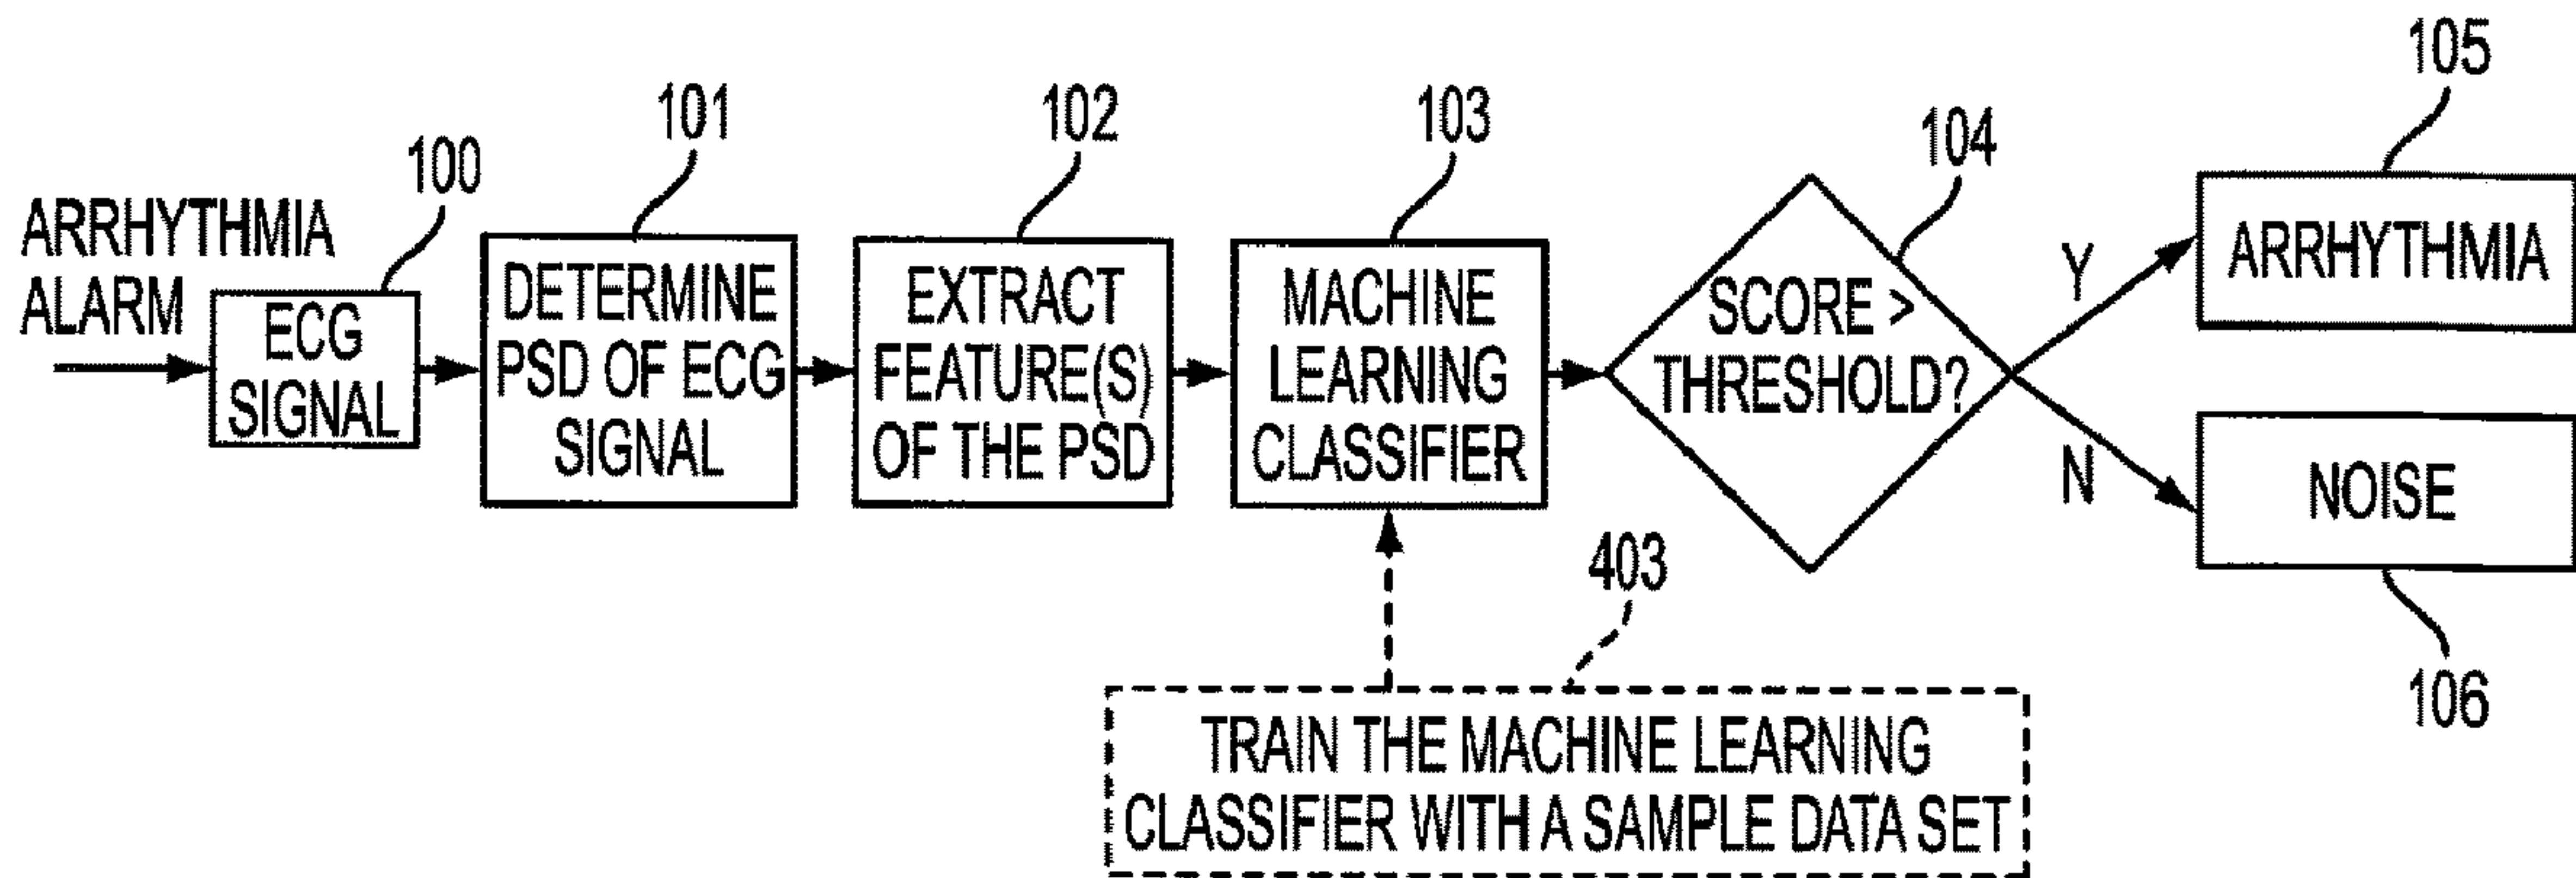 ARRHYTHMIA
ALARM
100
ECG
SIGNAL
101
DETERMINE
PSD OF ECG
SIGNAL
102
EXTRACT
FEATURE(S)
OF THE PSD
103
MACHINE
LEARNING
CLASSIFIER
104
SCORE >
THRESHOLD?
Y
N
105
ARRHYTHMIA
NOISE
106
403
TRAIN THE MACHINE LEARNING
CLASSIFIER WITH A SAMPLE DATA SET